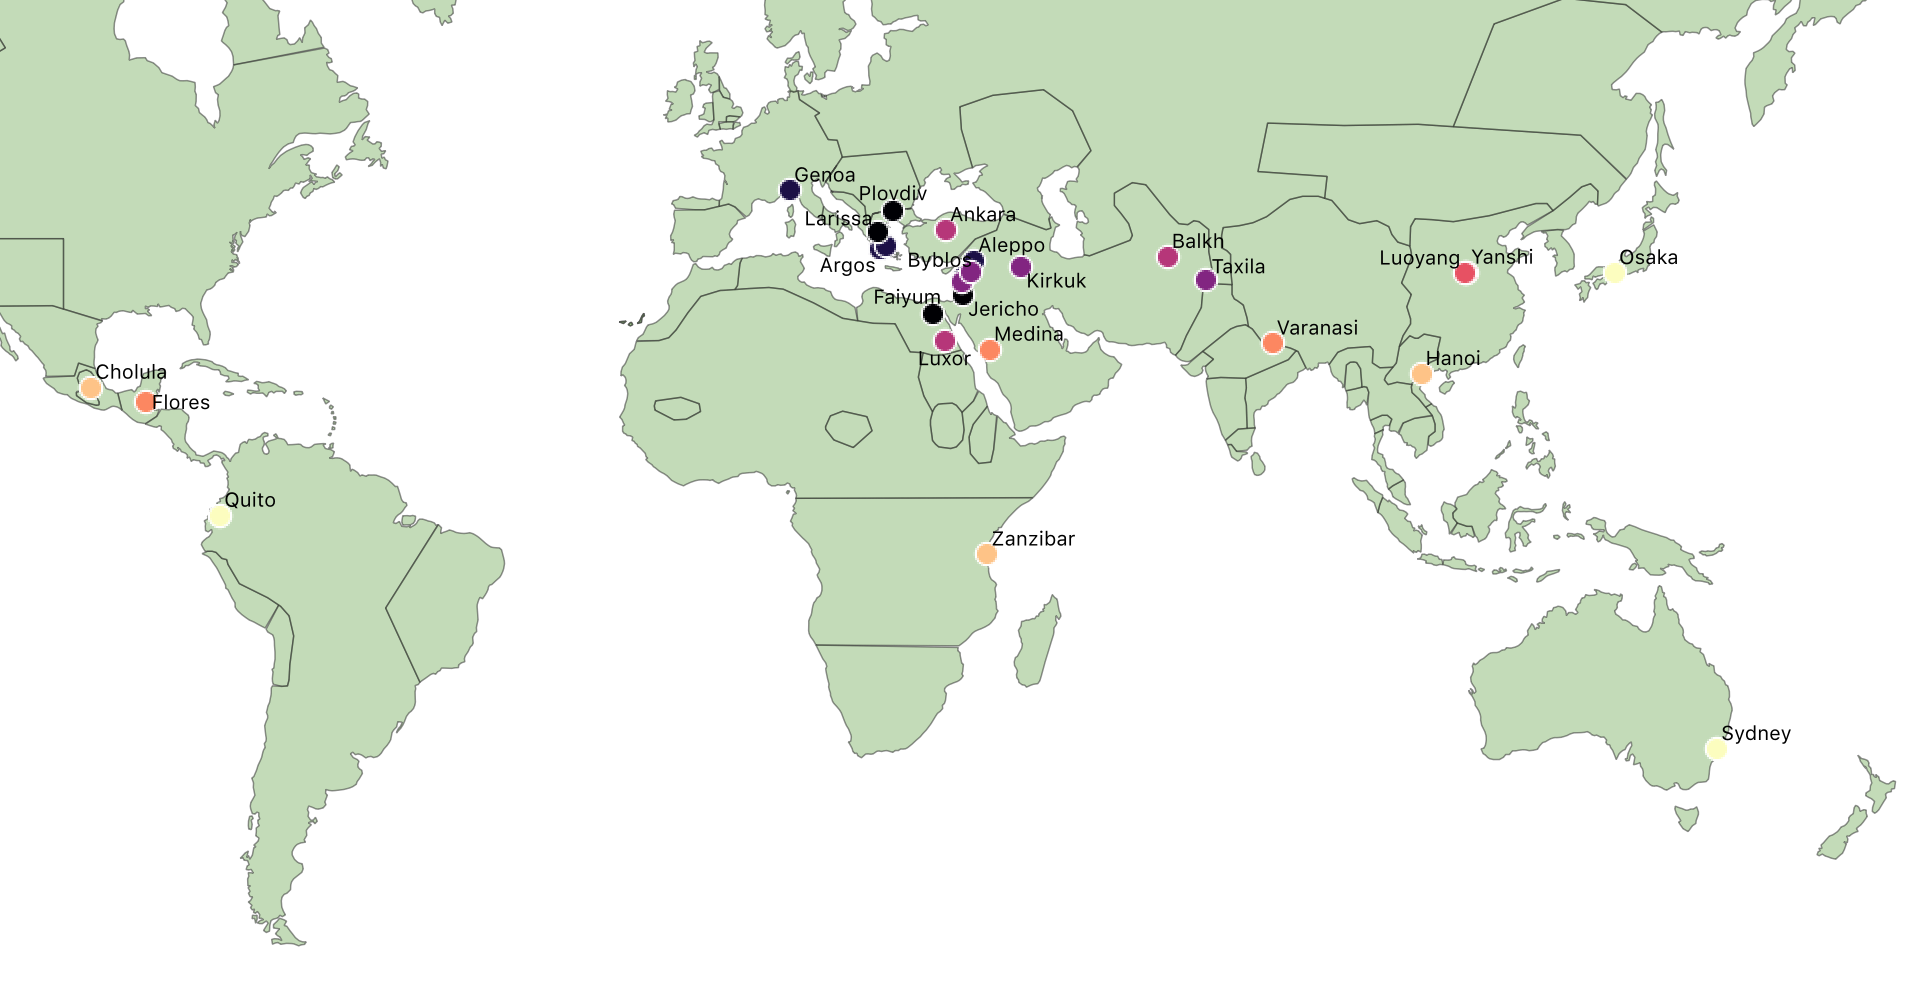 Genoa
Plovdiv
Larissa
Ankara
Argos
Byblos
Aleppo
Kirkuk
Balkh
Taxila
Luoyang
Yanshi
Osaka
Faiyum
Jericho
Medina
Luxor
Varanasi
Hanoi
Cholula
Flores
Quito
Zanzibar
Sydney